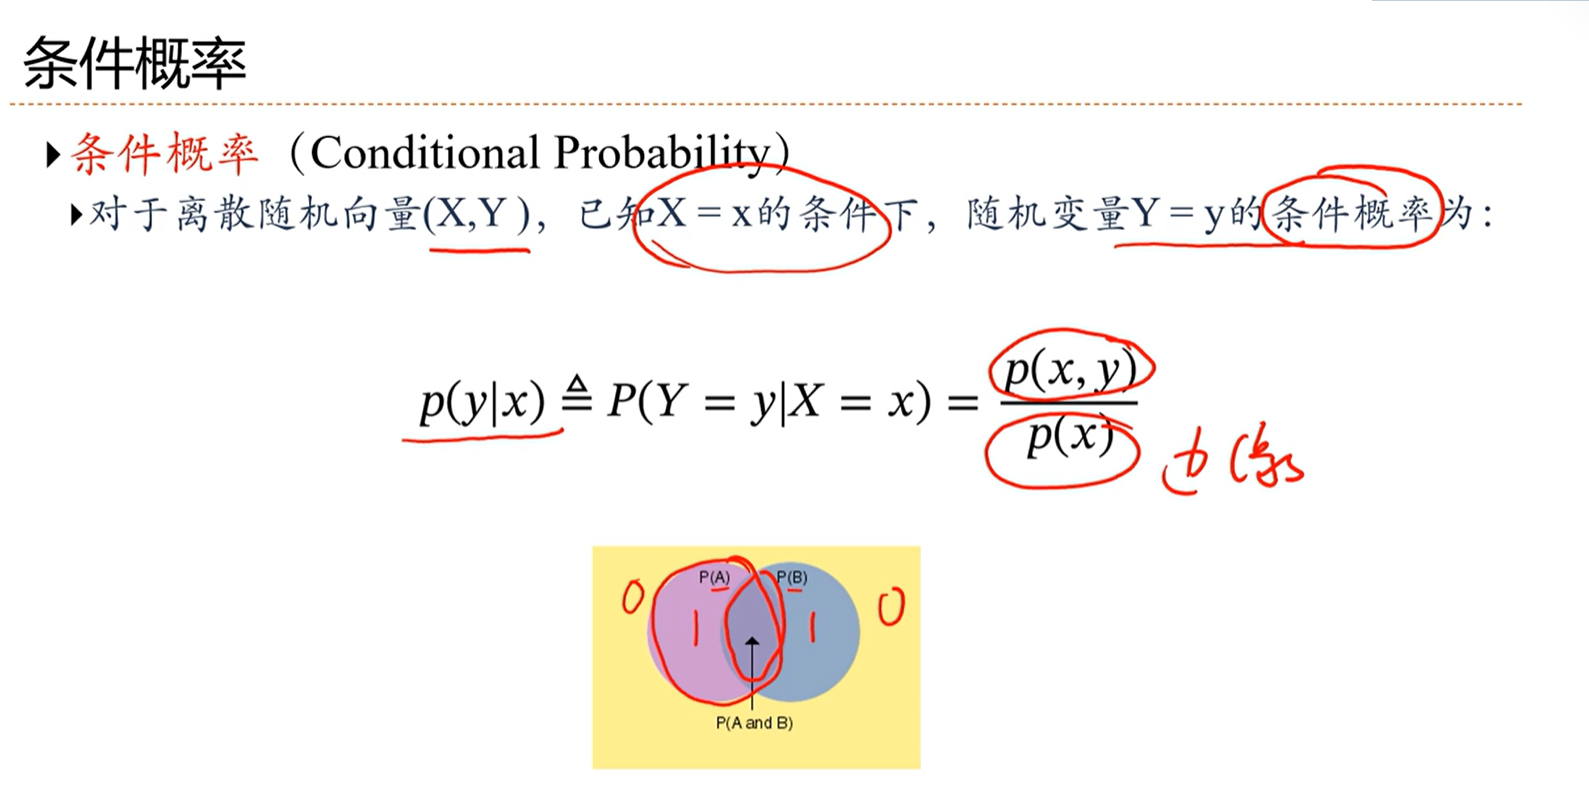 条件概率
条件概率（Conditional Probability）
对于离散随机向量(X,Y )，已知X = x的条件下，随机变量Y = y的条件概率为：
p(y|x) ≜ P(Y = y|X = x) = p(x, y) / p(x)
边缘
P(A) P(B)
0 1 1 0
P(A and B)